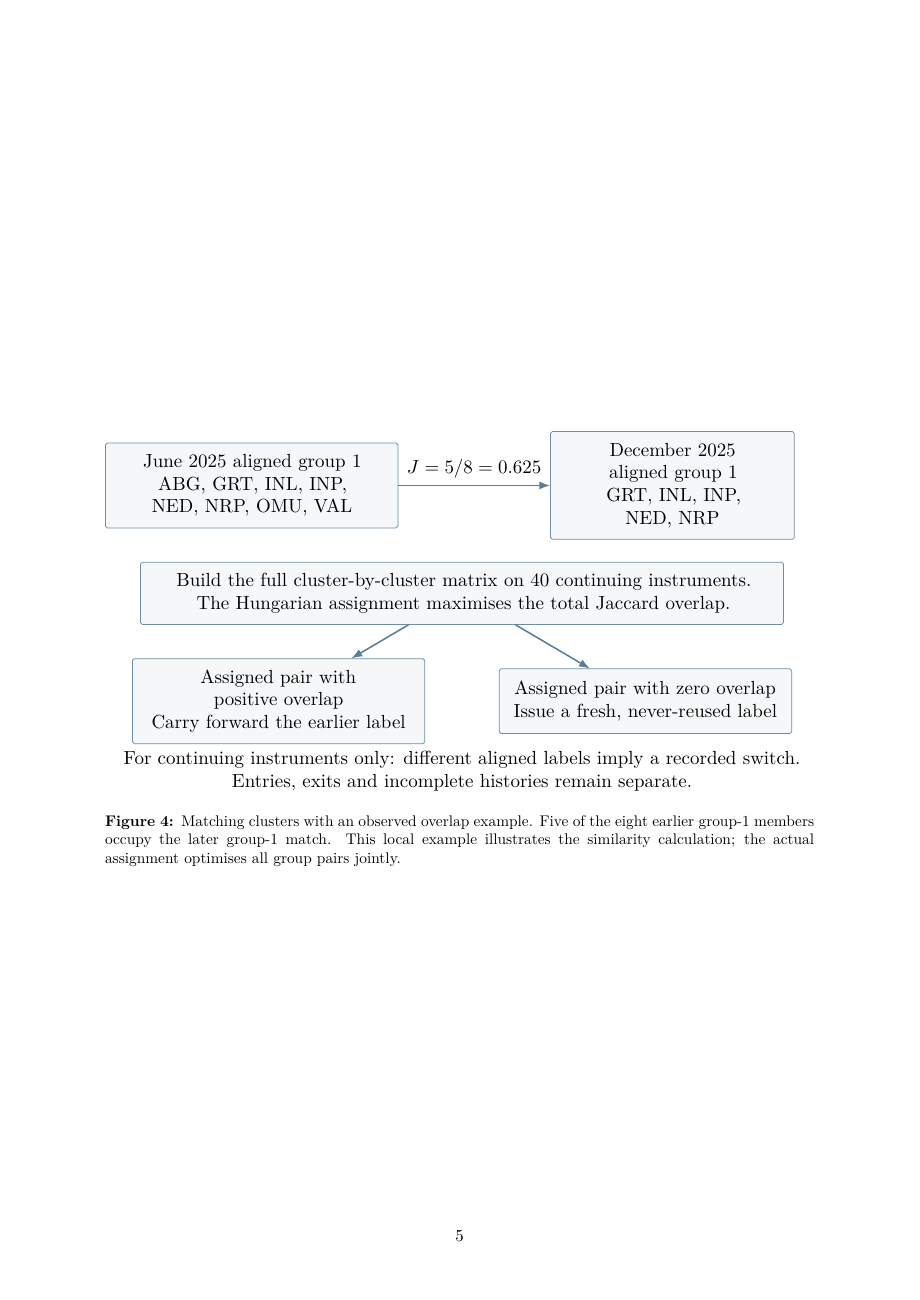 June 2025 aligned group 1
ABG, GRT, INL, INP,
NED, NRP, OMU, VAL
J = 5/8 = 0.625
December 2025
aligned group 1
GRT, INL, INP,
NED, NRP
Build the full cluster-by-cluster matrix on 40 continuing instruments.
The Hungarian assignment maximises the total Jaccard overlap.
Assigned pair with
positive overlap
Carry forward the earlier label
Assigned pair with zero overlap
Issue a fresh, never-reused label
For continuing instruments only: different aligned labels imply a recorded switch.
Entries, exits and incomplete histories remain separate.
Figure 4: Matching clusters with an observed overlap example. Five of the eight earlier group-1 members
occupy the later group-1 match. This local example illustrates the similarity calculation; the actual
assignment optimises all group pairs jointly.
5